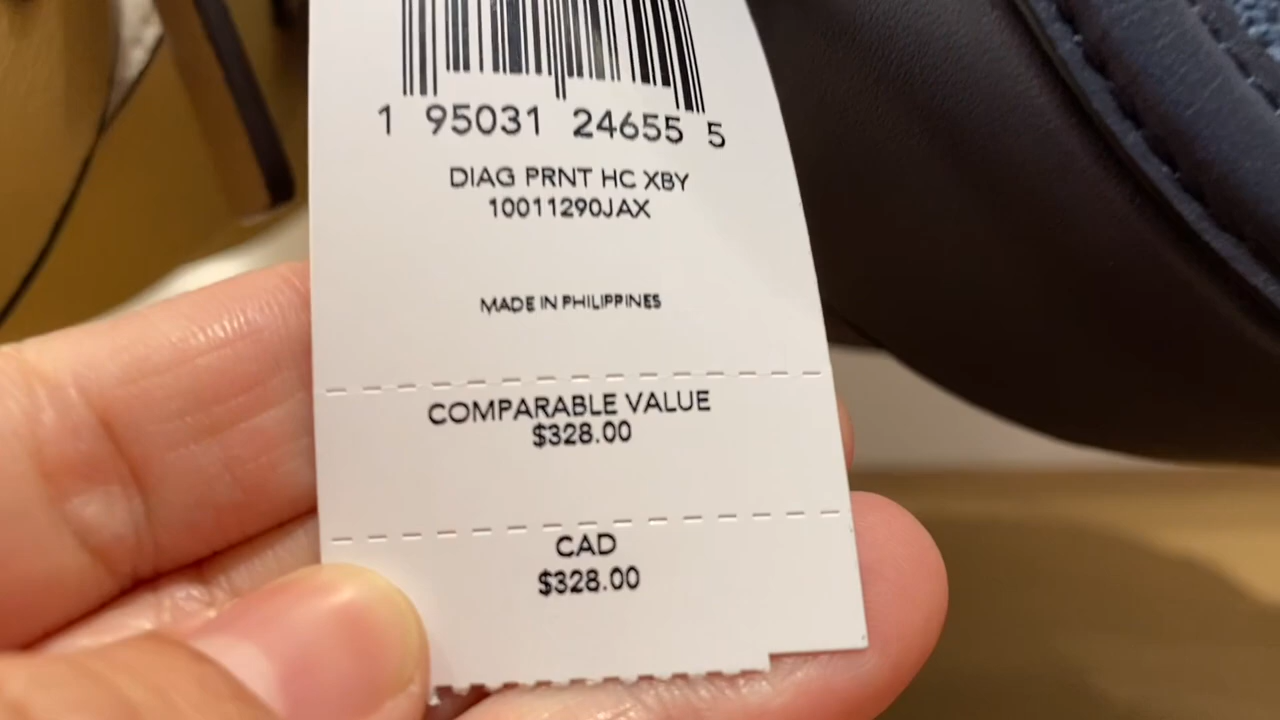 1 95031 24655 5
DIAG PRNT HC XBY
10011290JAX
MADE IN PHILIPPINES
COMPARABLE VALUE
$328.00
CAD
$328.00